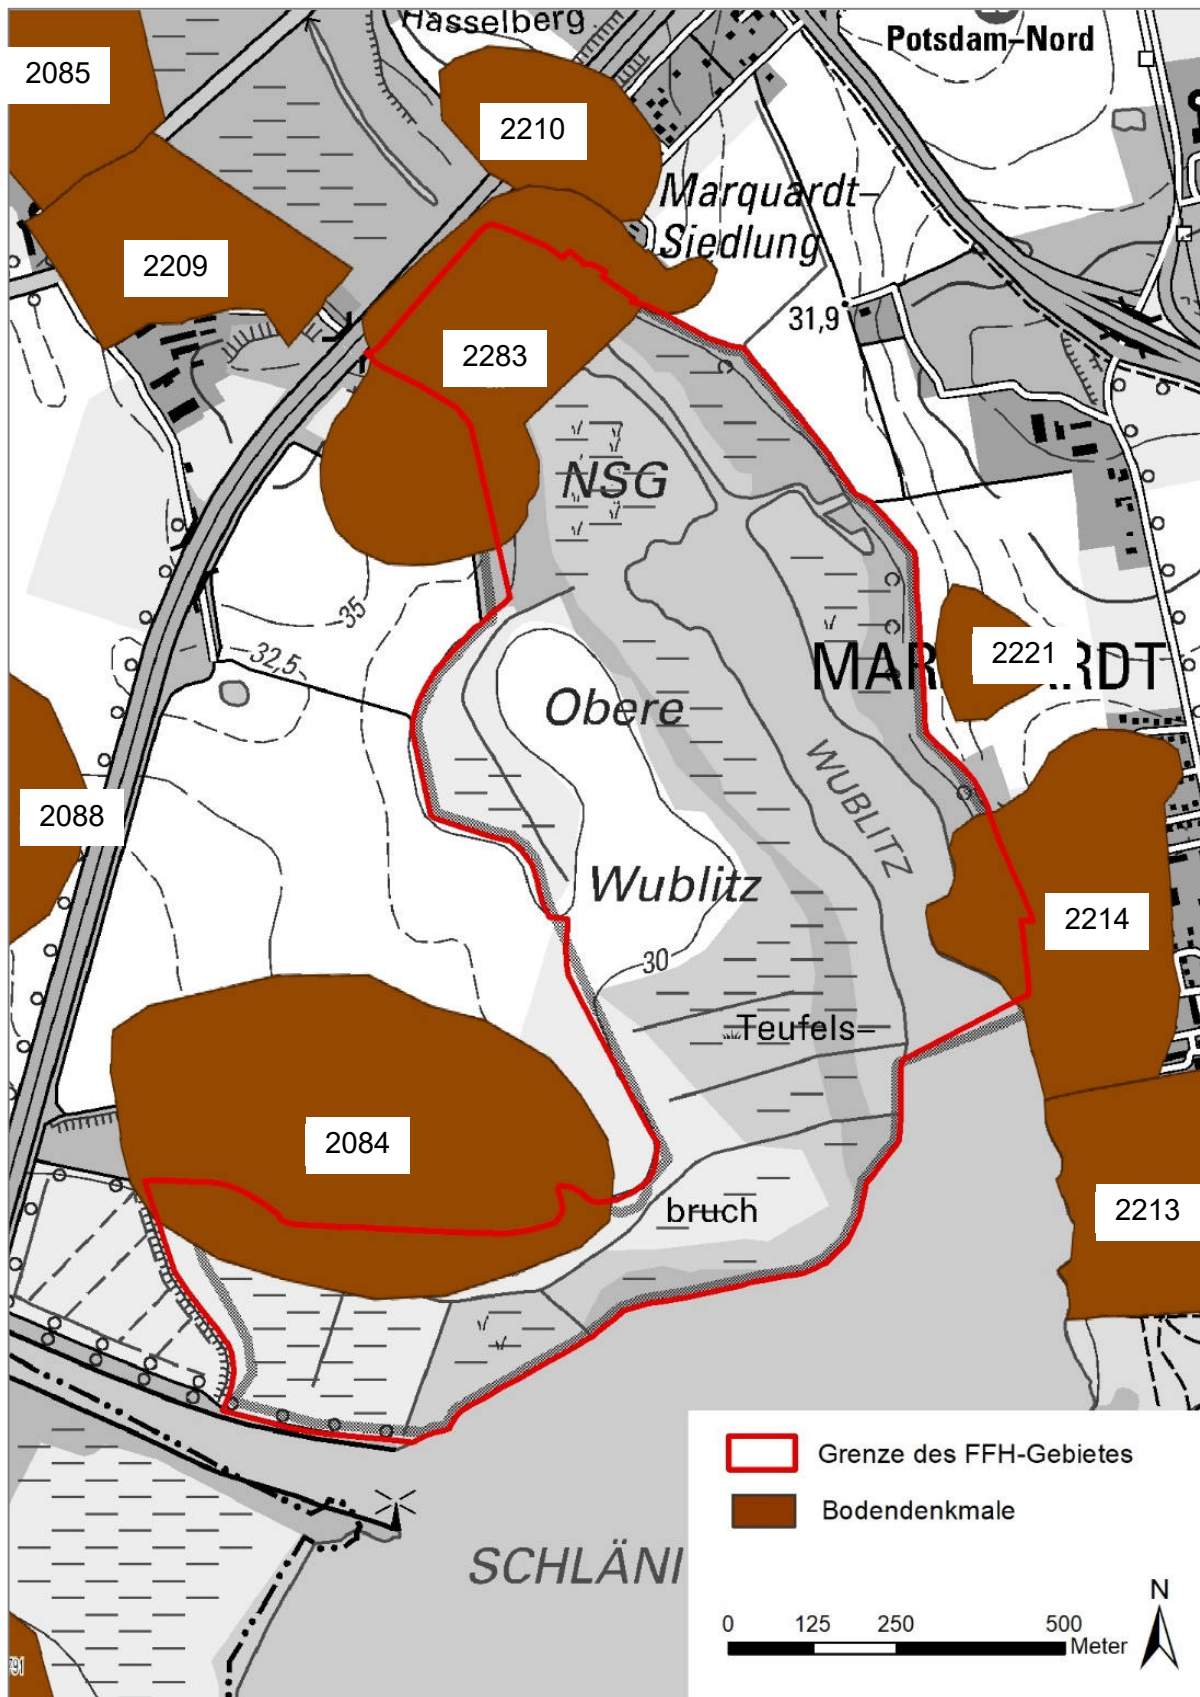 Hasselberg
Potsdam-Nord
2085
2210
Marquardt-
Siedlung
2209
31,9
2283
NSG
35
32,5
2221
MAR RDT
Obere
WUBLITZ
2088
Wublitz
2214
30
Teufels-
2084
bruch
2213
Grenze des FFH-Gebietes
Bodendenkmale
SCHLÄNI
N
0 125 250 500
Meter